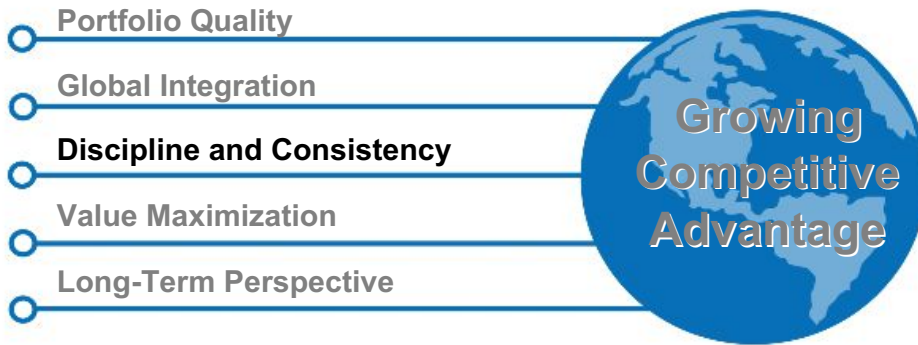 Portfolio Quality
Global Integration
Discipline and Consistency
Value Maximization
Long-Term Perspective
Growing
Competitive
Advantage